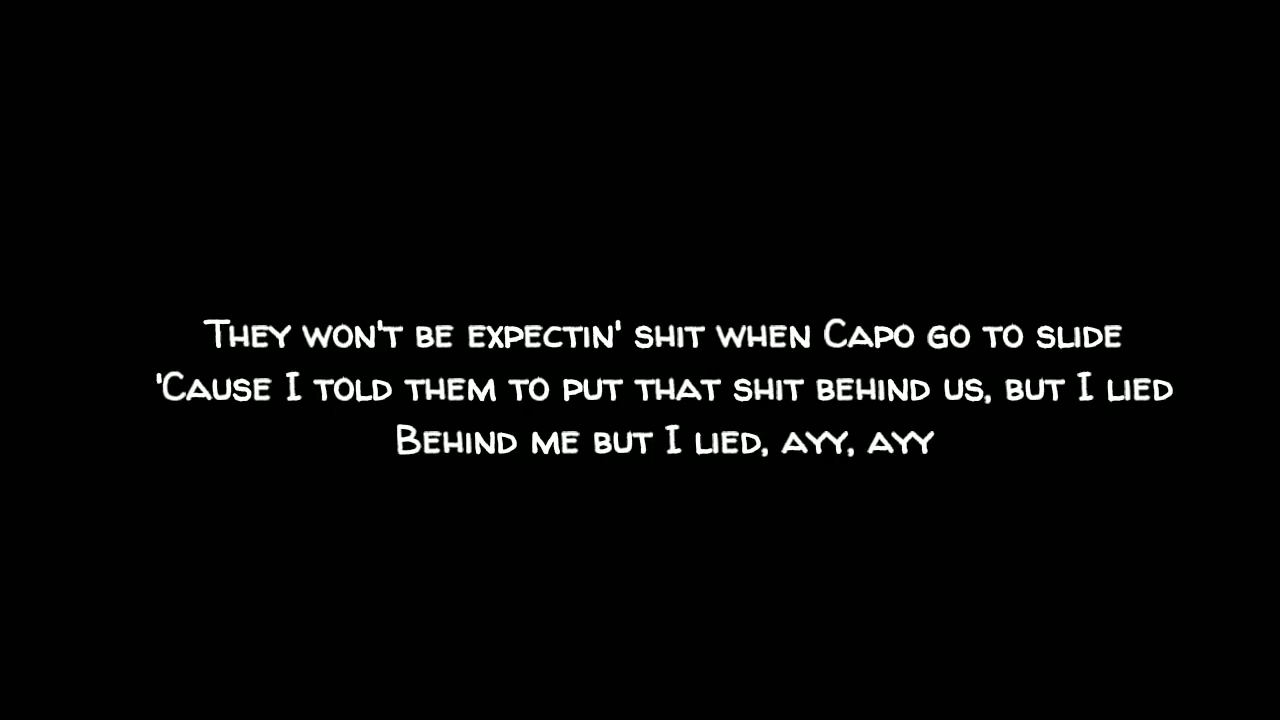 They won't be expectin' shit when Capo go to slide
'Cause I told them to put that shit behind us, but I lied
Behind me but I lied, ayy, ayy